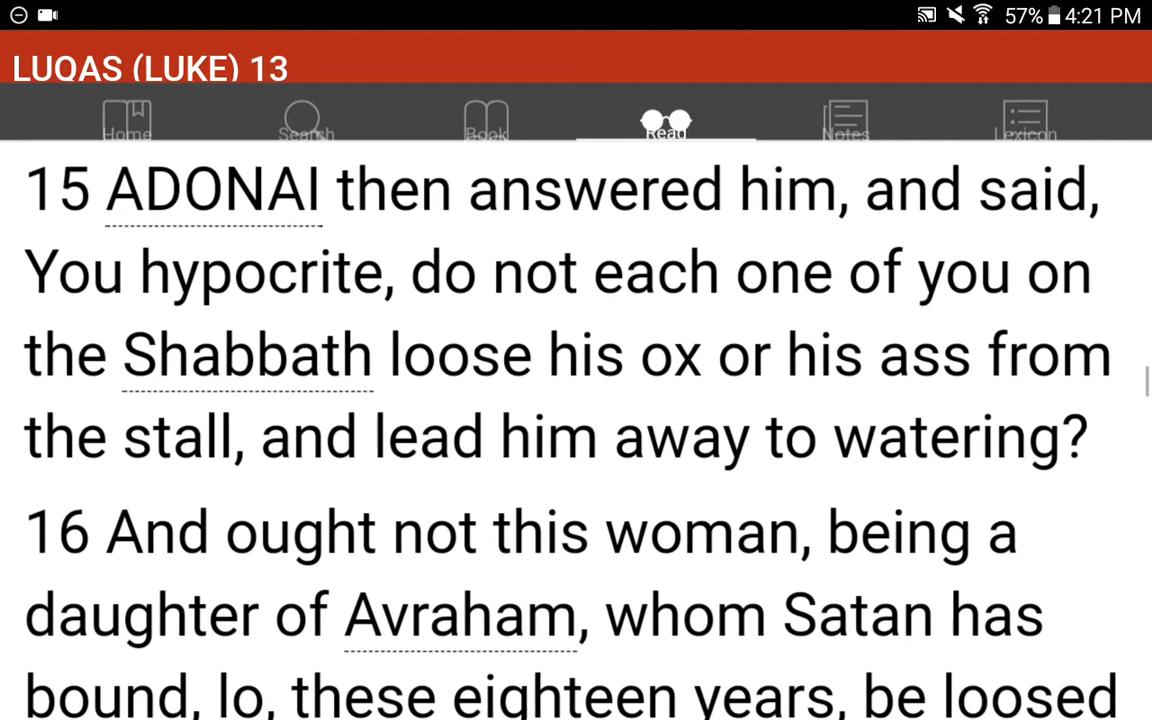 57% 4:21 PM
LUQAS (LUKE) 13
Home Search Book Read Notes Lexicon
15 ADONAI then answered him, and said,
You hypocrite, do not each one of you on
the Shabbath loose his ox or his ass from
the stall, and lead him away to watering?
16 And ought not this woman, being a
daughter of Avraham, whom Satan has
bound, lo, these eighteen years, be loosed